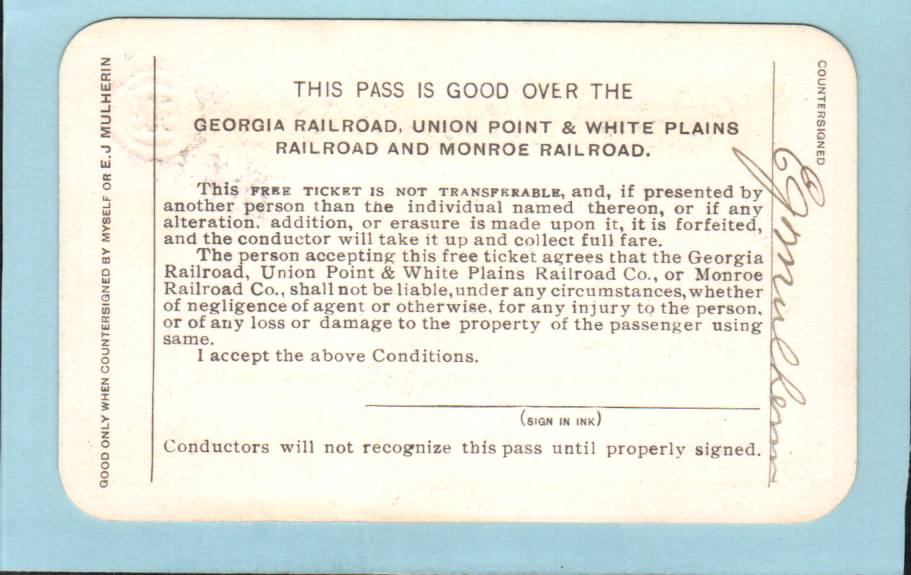 GOOD ONLY WHEN COUNTERSIGNED BY MYSELF OR E.J MULHERIN
THIS PASS IS GOOD OVER THE
GEORGIA RAILROAD, UNION POINT & WHITE PLAINS
RAILROAD AND MONROE RAILROAD.
This FREE TICKET IS NOT TRANSFERABLE, and, if presented by
another person than the individual named thereon, or if any
alteration, addition, or erasure is made upon it, it is forfeited,
and the conductor will take it up and collect full fare.
The person accepting this free ticket agrees that the Georgia
Railroad, Union Point & White Plains Railroad Co., or Monroe
Railroad Co., shall not be liable, under any circumstances, whether
of negligence of agent or otherwise, for any injury to the person,
or of any loss or damage to the property of the passenger using
same.
I accept the above Conditions.
(SIGN IN INK)
Conductors will not recognize this pass until properly signed.
COUNTERSIGNED
E J Mulherin